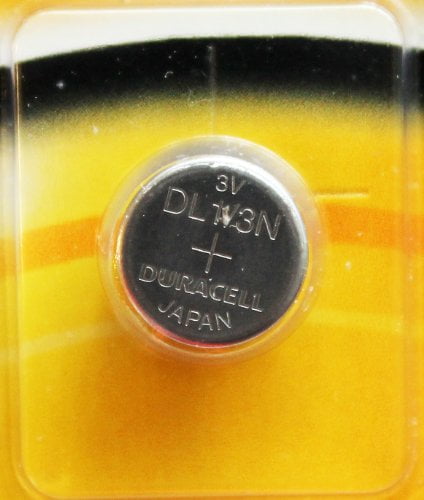 3V
DL1/3N
+
DURACELL
JAPAN